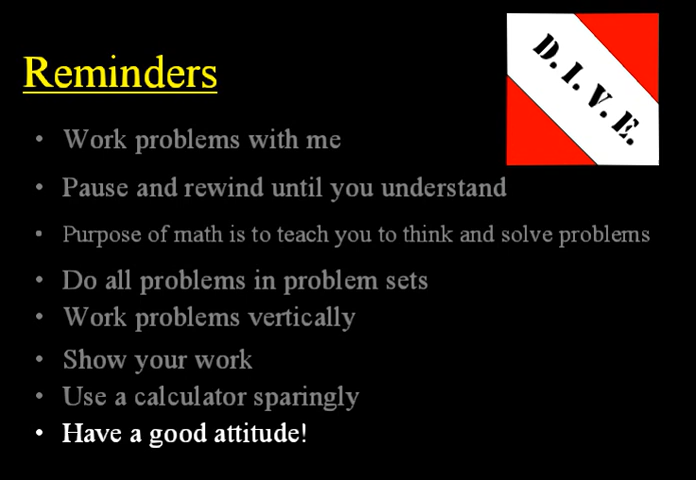 Reminders
D.I.V.E.
• Work problems with me
• Pause and rewind until you understand
• Purpose of math is to teach you to think and solve problems
• Do all problems in problem sets
• Work problems vertically
• Show your work
• Use a calculator sparingly
• Have a good attitude!